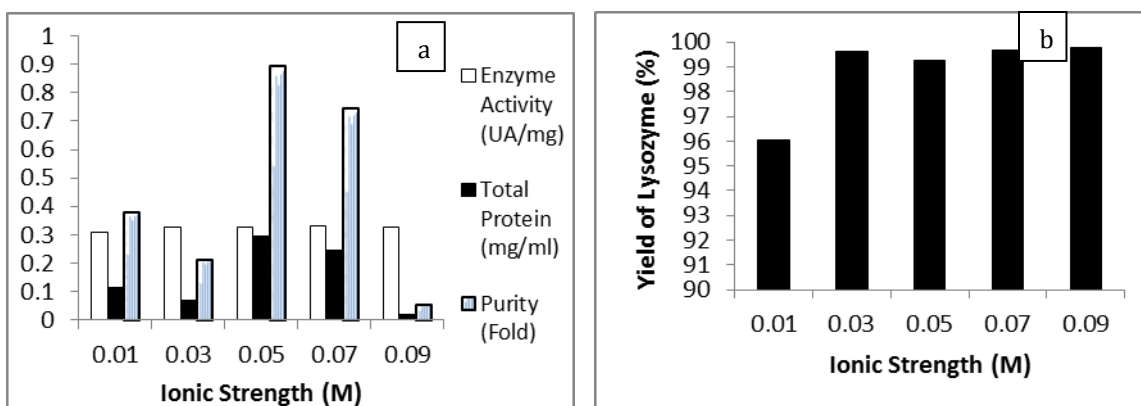 a
1
0.9
0.8
0.7
0.6
0.5
0.4
0.3
0.2
0.1
0
0.01 0.03 0.05 0.07 0.09
Ionic Strength (M)
Enzyme
Activity
(UA/mg)
Total
Protein
(mg/ml)
Purity
(Fold)
b
Yield of Lysozyme (%)
100
99
98
97
96
95
94
93
92
91
90
0.01 0.03 0.05 0.07 0.09
Ionic Strength (M)